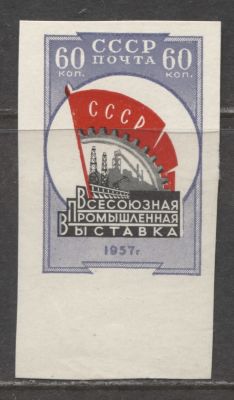 60 СССР 60
КОП. ПОЧТА КОП.
СССР
ВСЕСОЮЗНАЯ
ПРОМЫШЛЕННАЯ
ВЫСТАВКА
1957г